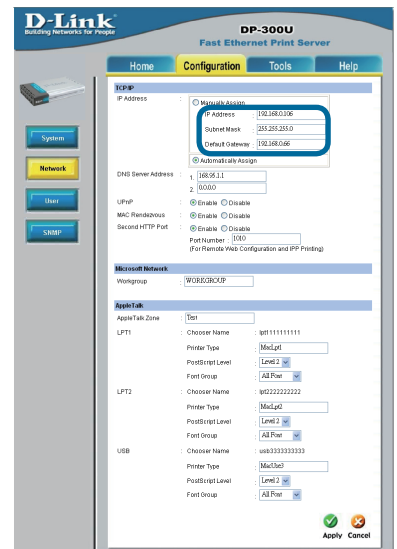 D-Link
Building Networks for People
DP-300U
Fast Ethernet Print Server
Home Configuration Tools Help
System
Network
User
SNMP
TCP/IP
IP Address : Manually Assign
IP Address : 192.168.0.106
Subnet Mask : 255.255.255.0
Default Gateway : 192.168.0.66
Automatically Assign
DNS Server Address : 1. 168.95.1.1
2. 0.0.0.0
UPnP : Enable Disable
MAC Rendezvous : Enable Disable
Second HTTP Port : Enable Disable
Port Number : 1010
(For Remote Web Configuration and IPP Printing)
Microsoft Network
Workgroup : WORKGROUP
AppleTalk
AppleTalk Zone : Test
LPT1 : Chooser Name : lptt1111111111
Printer Type : MacLpt1
PostScript Level : Level 2
Font Group : All Font
LPT2 : Chooser Name : lpt2222222222
Printer Type : MacLpt2
PostScript Level : Level 2
Font Group : All Font
USB : Chooser Name : usb3333333333
Printer Type : MacUbs3
PostScript Level : Level 2
Font Group : All Font
Apply Cancel